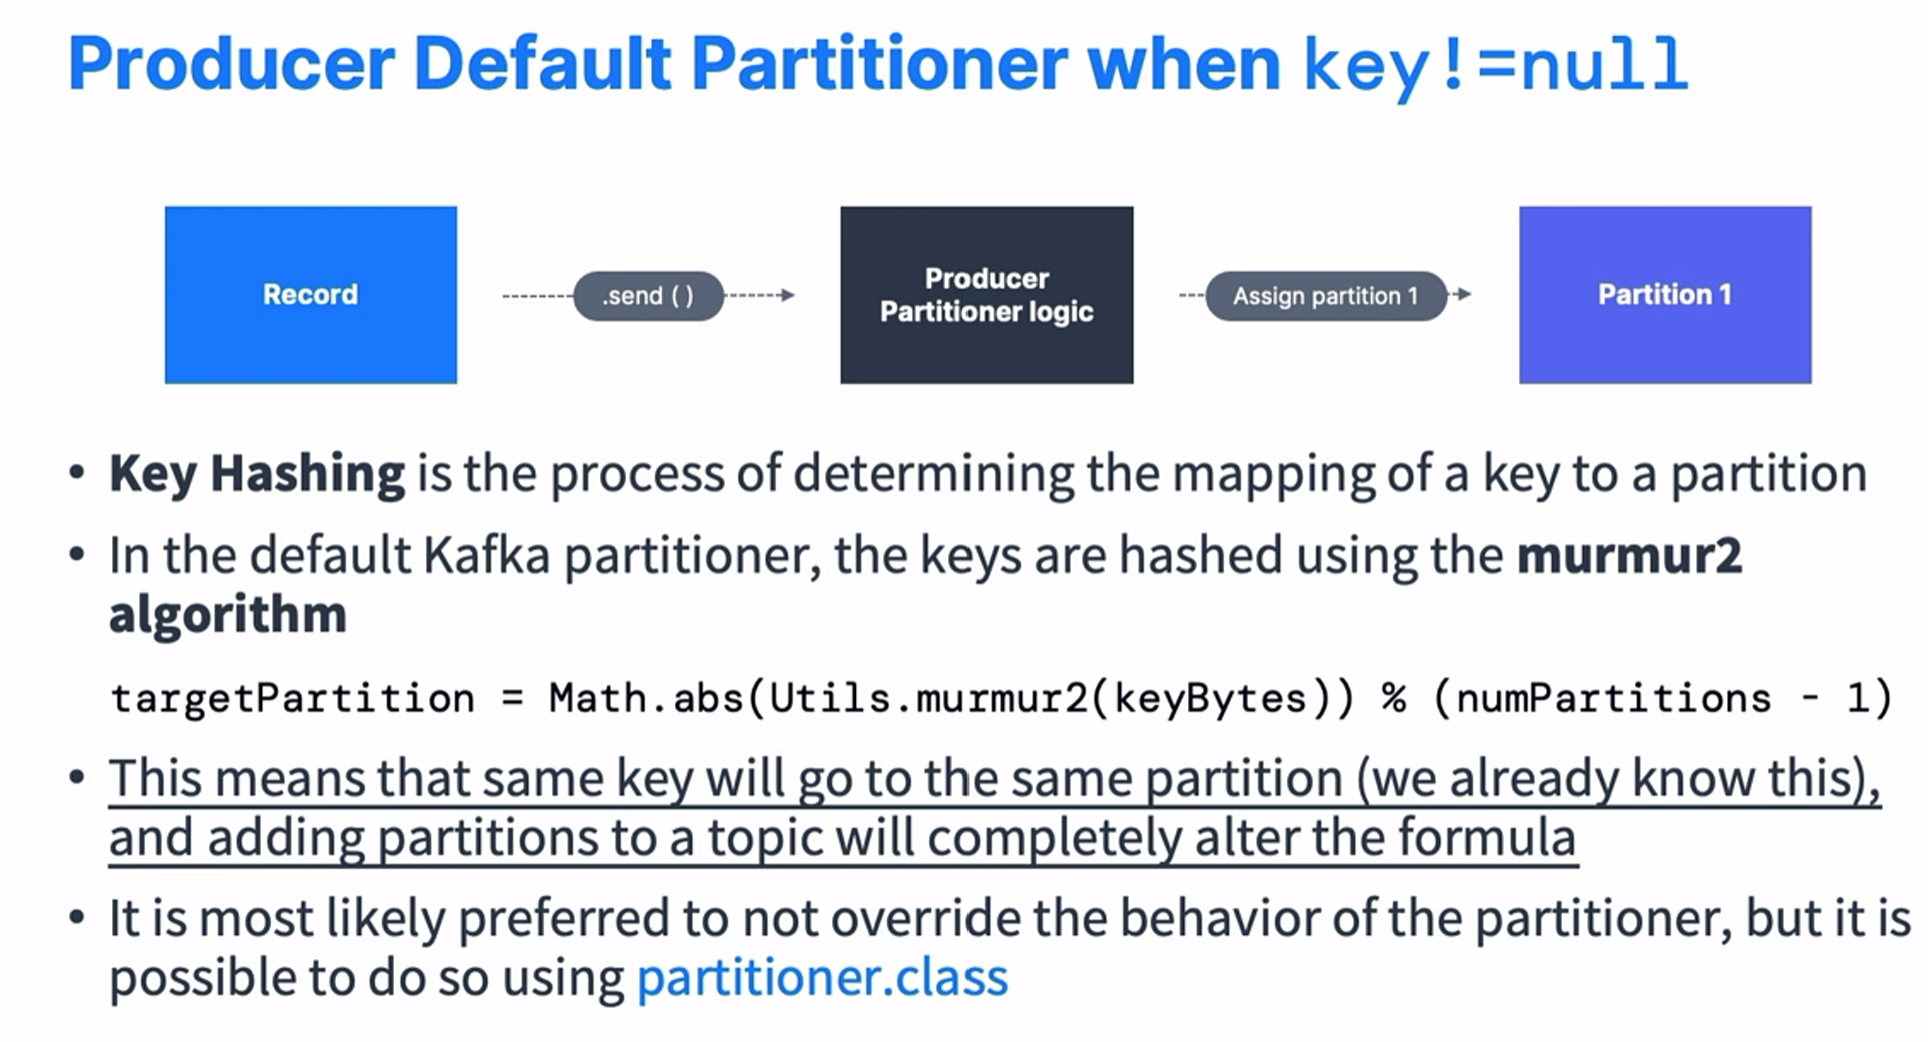 Producer Default Partitioner when key!=null
Record
.send ()
Producer
Partitioner logic
Assign partition 1
Partition 1
• Key Hashing is the process of determining the mapping of a key to a partition
• In the default Kafka partitioner, the keys are hashed using the murmur2
algorithm
targetPartition = Math.abs(Utils.murmur2(keyBytes)) % (numPartitions - 1)
• This means that same key will go to the same partition (we already know this),
and adding partitions to a topic will completely alter the formula
• It is most likely preferred to not override the behavior of the partitioner, but it is
possible to do so using partitioner.class